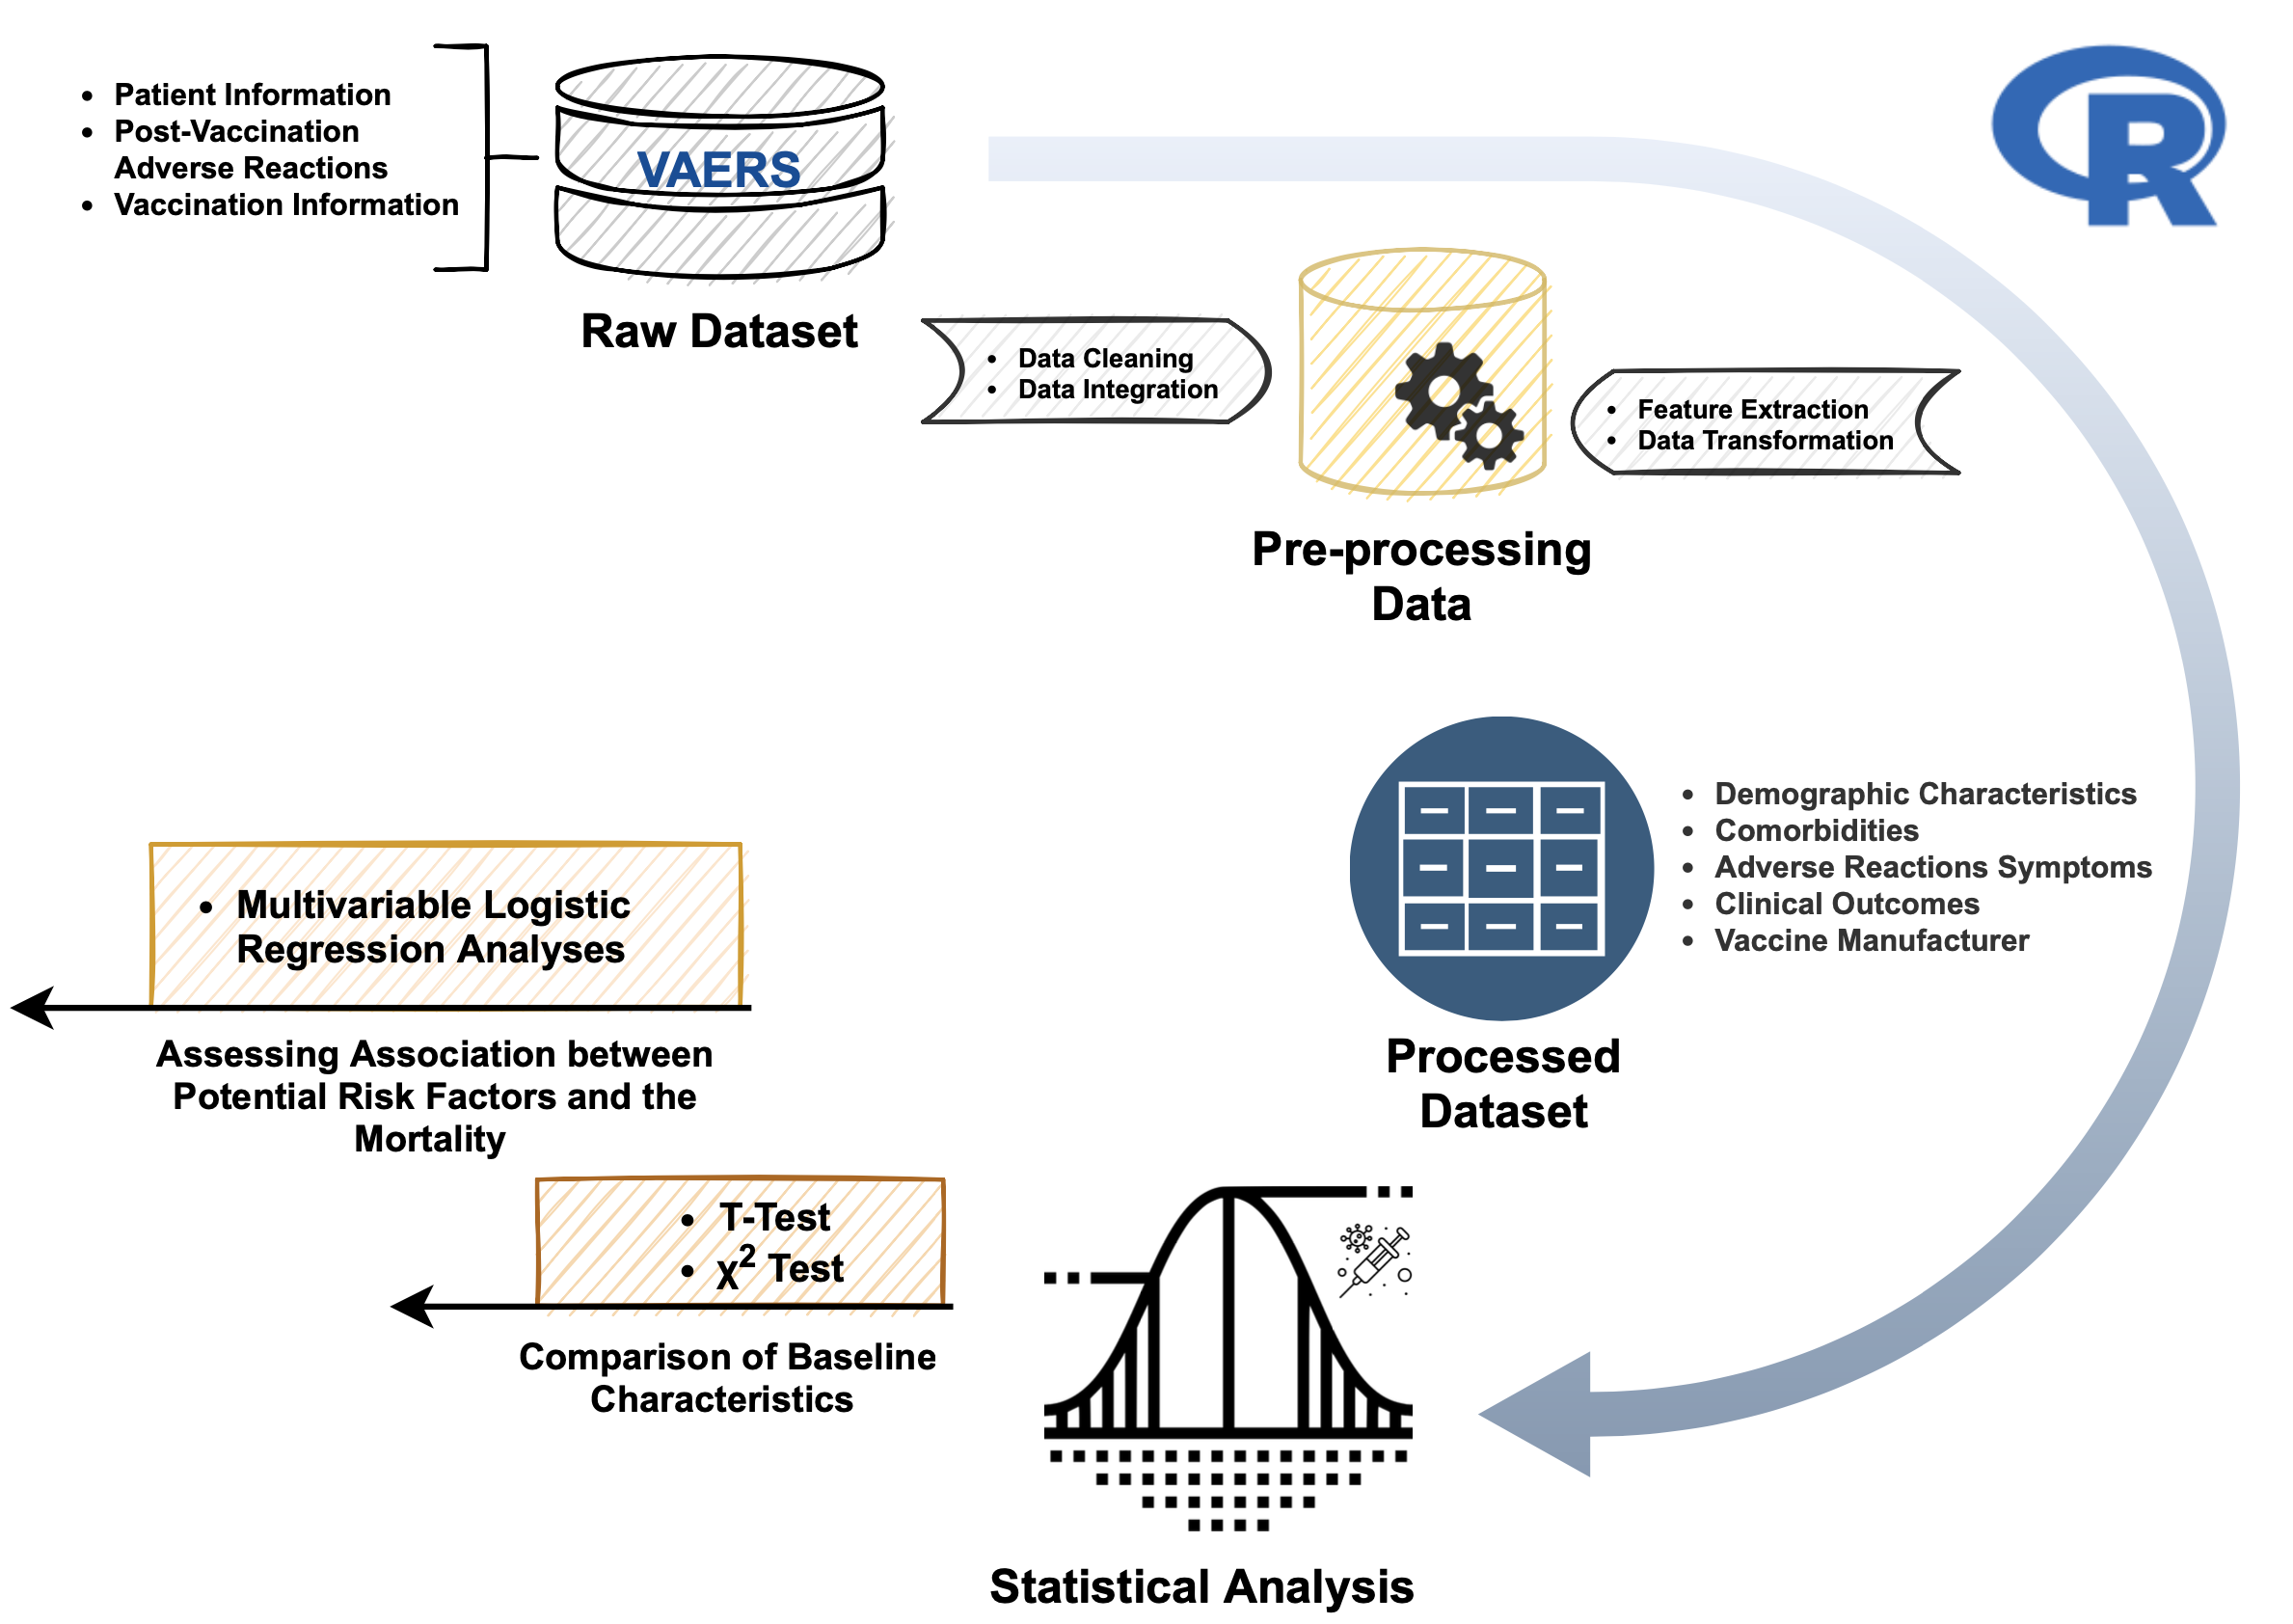 • Patient Information
• Post-Vaccination
Adverse Reactions
• Vaccination Information
VAERS
Raw Dataset
R
• Data Cleaning
• Data Integration
Pre-processing
Data
• Feature Extraction
• Data Transformation
• Demographic Characteristics
• Comorbidities
• Adverse Reactions Symptoms
• Clinical Outcomes
• Vaccine Manufacturer
Processed
Dataset
• Multivariable Logistic
Regression Analyses
Assessing Association between
Potential Risk Factors and the
Mortality
• T-Test
• χ² Test
Comparison of Baseline
Characteristics
Statistical Analysis